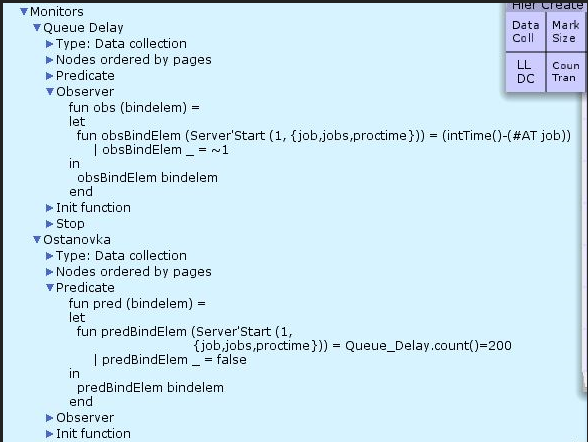 Monitors
Queue Delay
Type: Data collection
Nodes ordered by pages
Predicate
Observer
fun obs (bindelem) =
let
fun obsBindElem (Server'Start (1, {job,jobs,proctime})) = (intTime()-(#AT job))
| obsBindElem _ = ~1
in
obsBindElem bindelem
end
Init function
Stop
Ostanovka
Type: Data collection
Nodes ordered by pages
Predicate
fun pred (bindelem) =
let
fun predBindElem (Server'Start (1,
{job,jobs,proctime})) = Queue_Delay.count()=200
| predBindElem _ = false
in
predBindElem bindelem
end
Observer
Init function
Hier Create
Data Mark
Coll Size
LL Coun
DC Tran